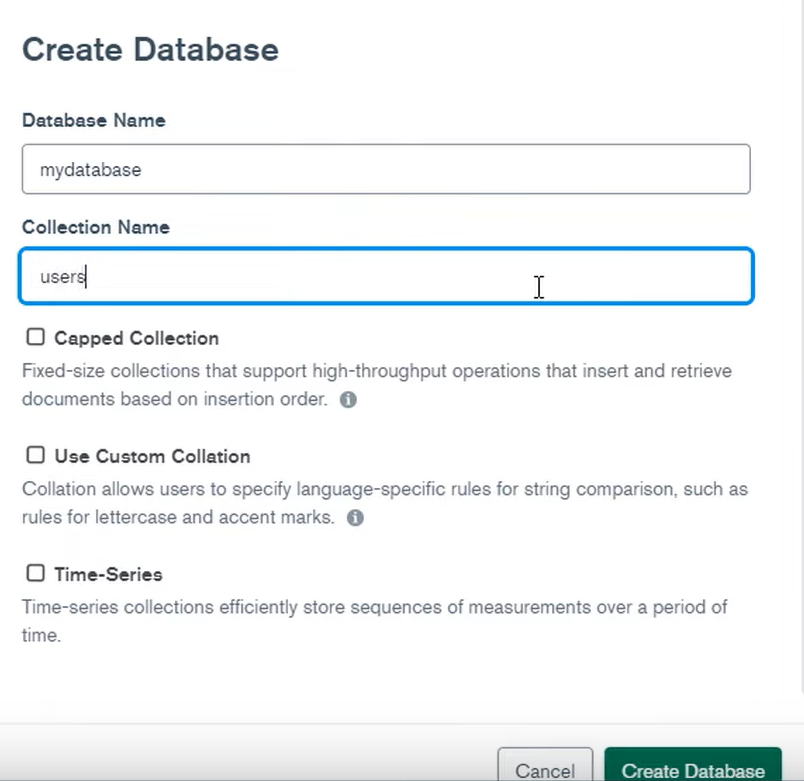 Create Database
Database Name
mydatabase
Collection Name
users
Capped Collection
Fixed-size collections that support high-throughput operations that insert and retrieve
documents based on insertion order.
Use Custom Collation
Collation allows users to specify language-specific rules for string comparison, such as
rules for lettercase and accent marks.
Time-Series
Time-series collections efficiently store sequences of measurements over a period of
time.
Cancel Create Database